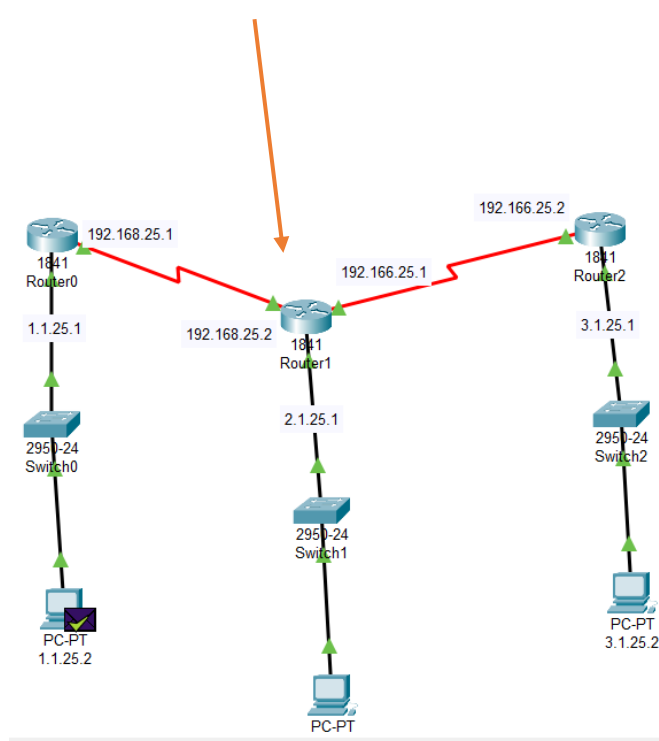 192.166.25.2
192.168.25.1
1841
Router0
1841
Router2
192.166.25.1
1.1.25.1
192.168.25.2
1841
Router1
3.1.25.1
2.1.25.1
2950-24
Switch0
2950-24
Switch2
2950-24
Switch1
PC-PT
1.1.25.2
PC-PT
3.1.25.2
PC-PT